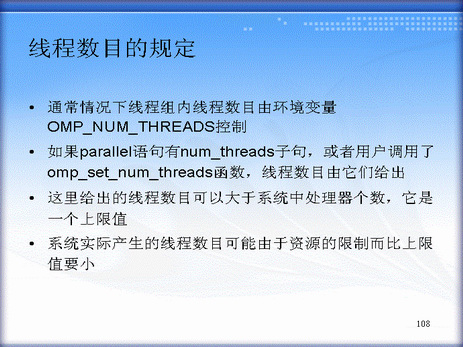 线程数目的规定
• 通常情况下线程组内线程数目由环境变量
OMP_NUM_THREADS控制
• 如果parallel语句有num_threads子句，或者用户调用了
omp_set_num_threads函数，线程数目由它们给出
• 这里给出的线程数目可以大于系统中处理器个数，它是
一个上限值
• 系统实际产生的线程数目可能由于资源的限制而比上限
值要小
108